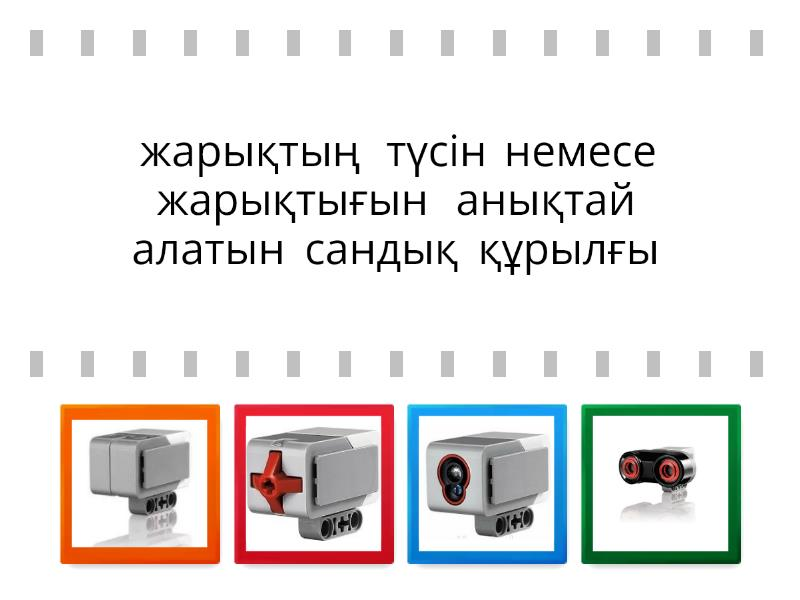 жарықтың түсін немесе
жарықтығын анықтай
алатын сандық құрылғы